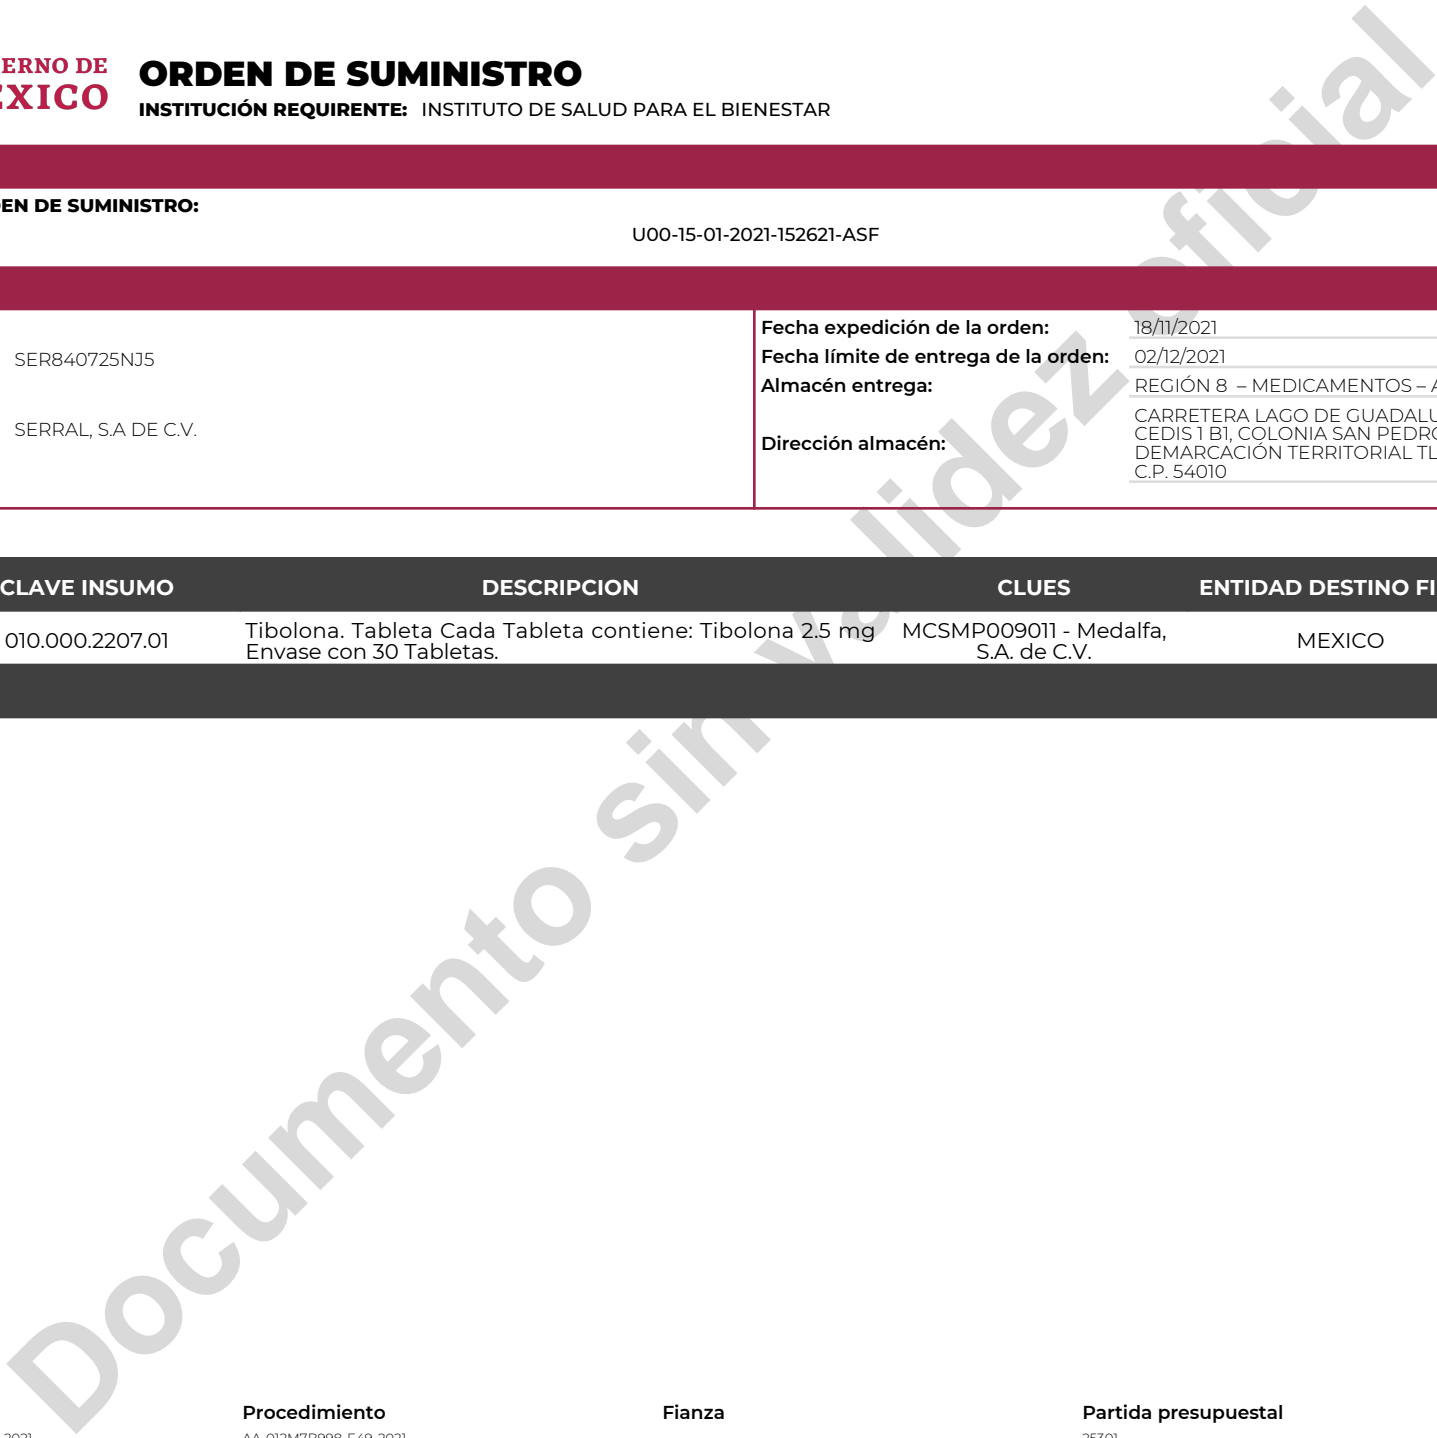 ERNO DE
EXICO
ORDEN DE SUMINISTRO
INSTITUCIÓN REQUIRENTE: INSTITUTO DE SALUD PARA EL BIENESTAR
EN DE SUMINISTRO:
U00-15-01-2021-152621-ASF
SER840725NJ5
SERRAL, S.A DE C.V.
Fecha expedición de la orden: 18/11/2021
Fecha límite de entrega de la orden: 02/12/2021
Almacén entrega: REGIÓN 8 – MEDICAMENTOS – A
Dirección almacén:
CARRETERA LAGO DE GUADALU
CEDIS 1 B1, COLONIA SAN PEDRO
DEMARCACIÓN TERRITORIAL TL
C.P. 54010
CLAVE INSUMO DESCRIPCION CLUES ENTIDAD DESTINO FI
010.000.2207.01
Tibolona. Tableta Cada Tableta contiene: Tibolona 2.5 mg
Envase con 30 Tabletas.
MCSMP009011 - Medalfa,
S.A. de C.V.
MEXICO
Documento sin validez oficial
Procedimiento Fianza Partida presupuestal